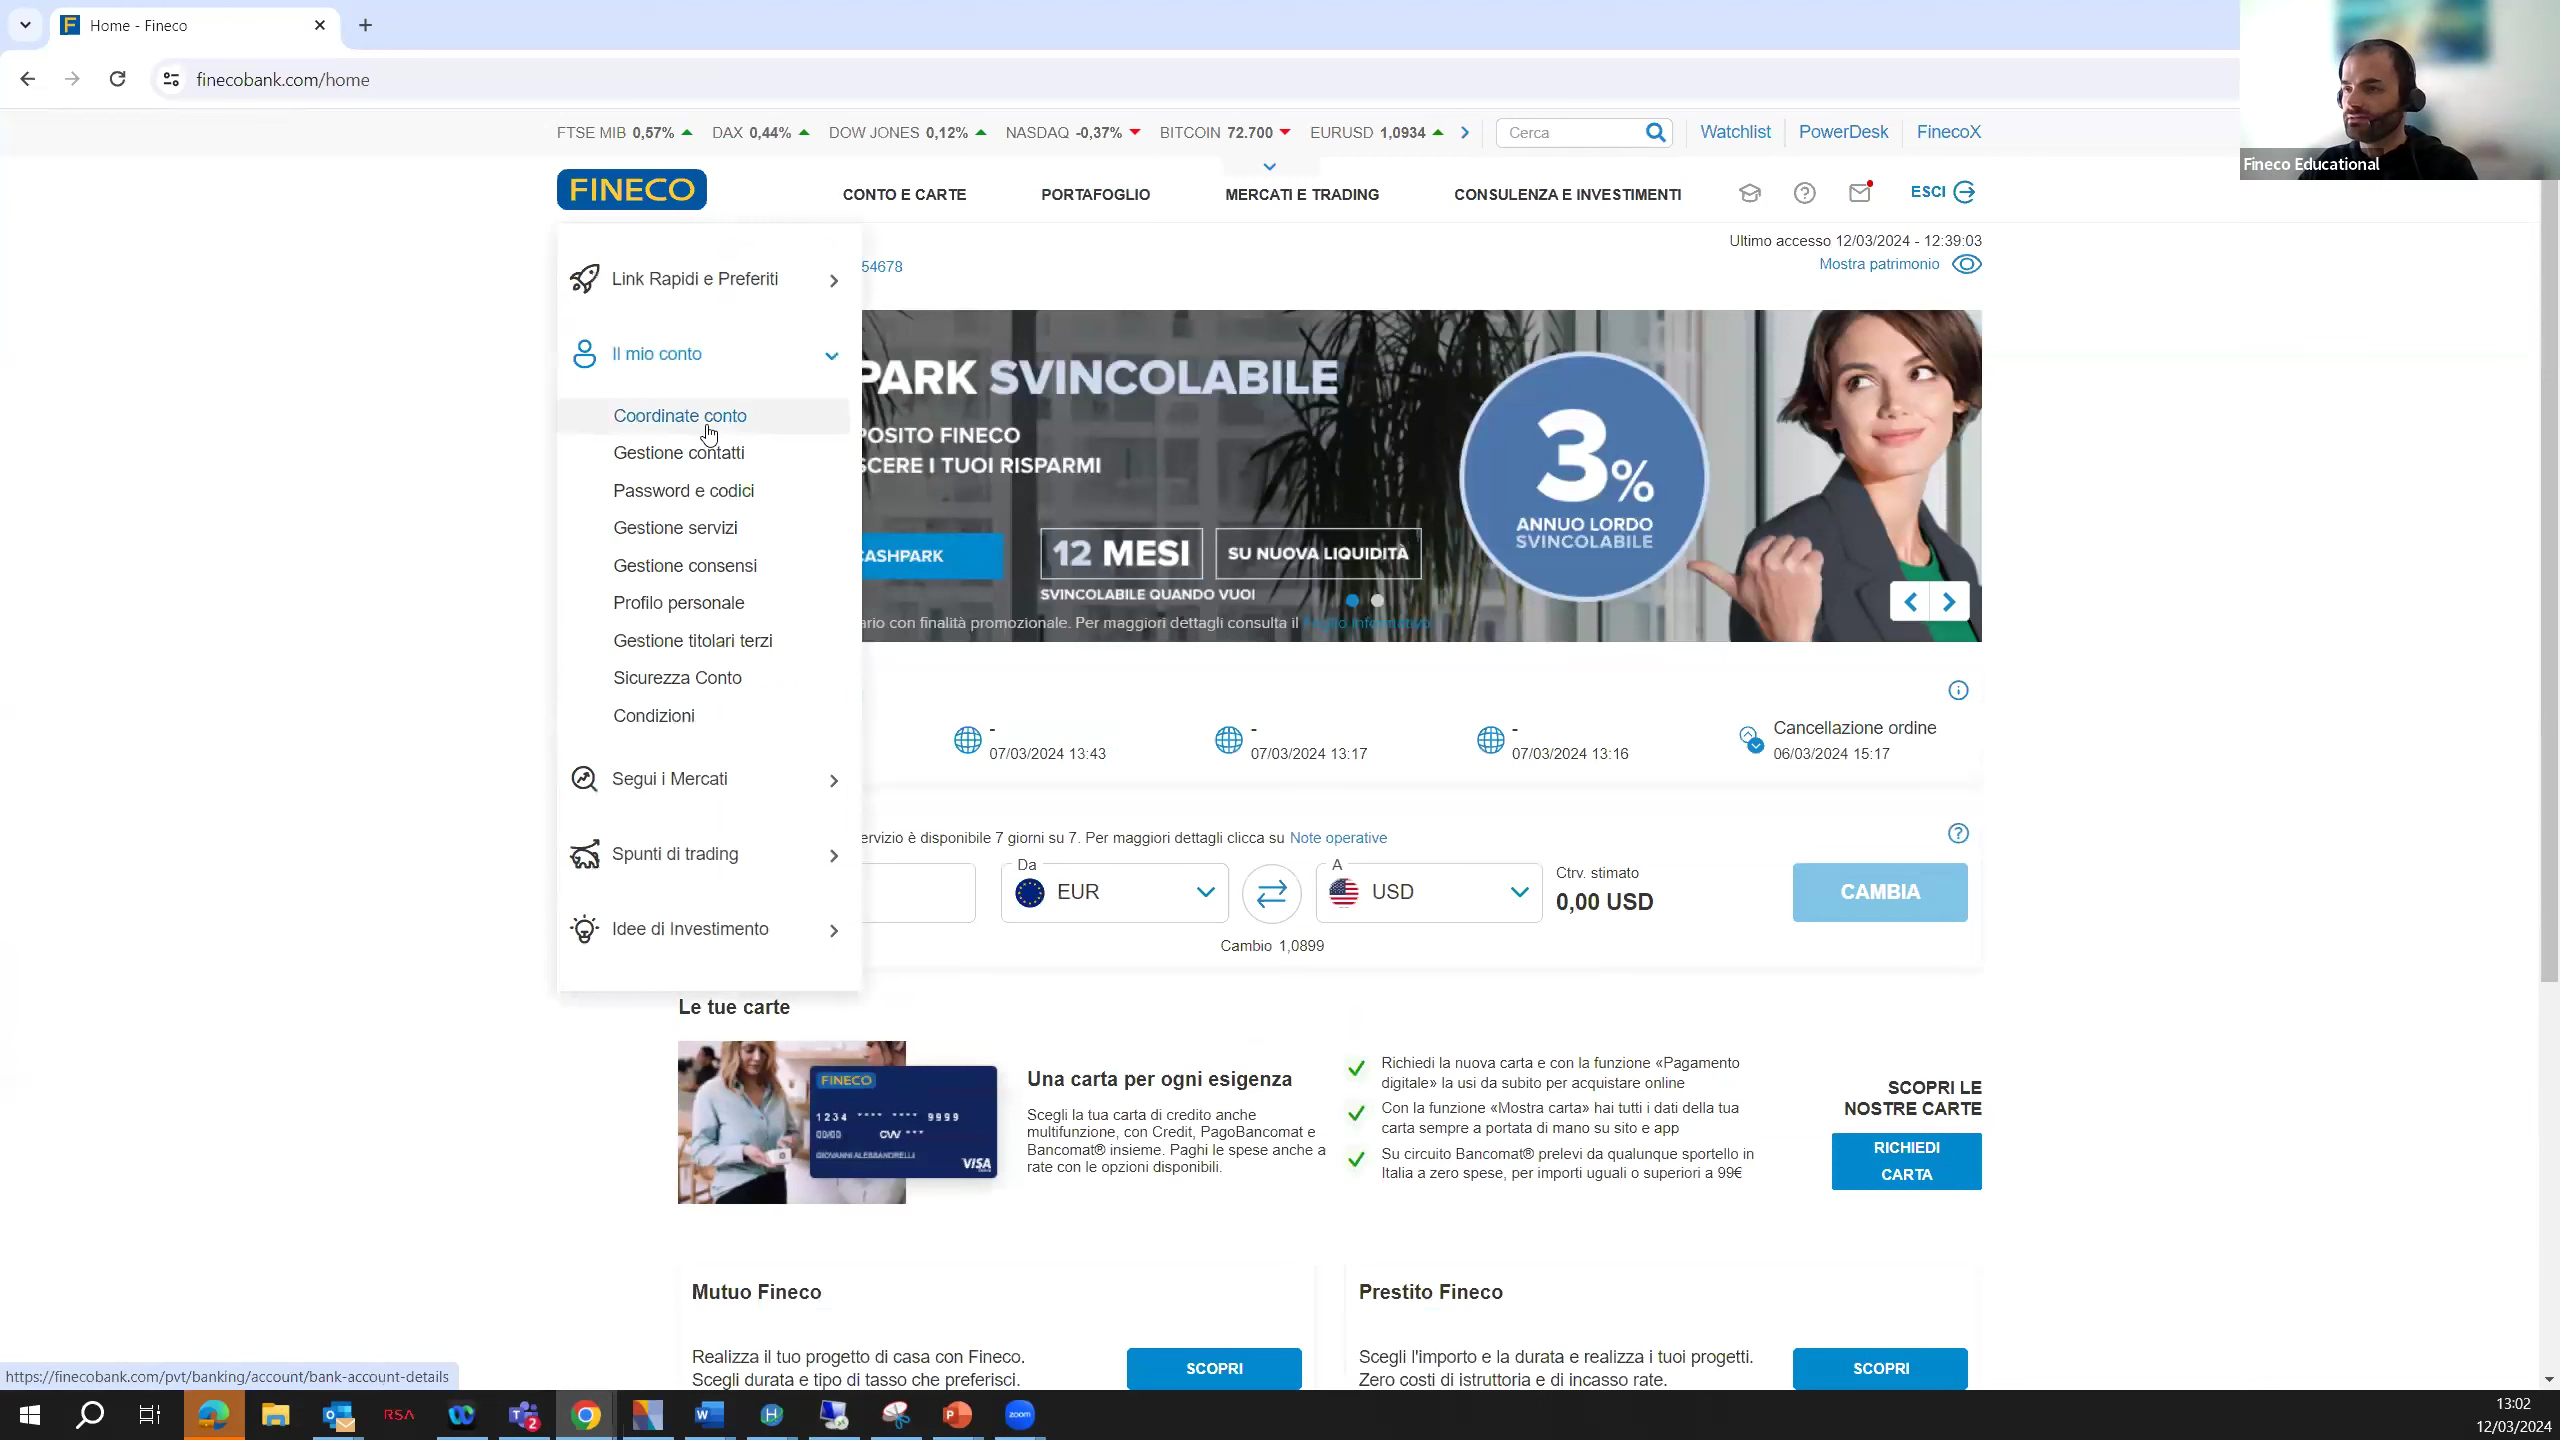 Home - Fineco
finecobank.com/home
FTSE MIB 0,57% DAX 0,44% DOW JONES 0,12% NASDAQ -0,37% BITCOIN 72.700 EURUSD 1,0934
Cerca
Watchlist PowerDesk FinecoX
Fineco Educational
FINECO
CONTO E CARTE
PORTAFOGLIO
MERCATI E TRADING
CONSULENZA E INVESTIMENTI
ESCI
Ultimo accesso 12/03/2024 - 12:39:03
54678
Mostra patrimonio
Link Rapidi e Preferiti
Il mio conto
Coordinate conto
Gestione contatti
Password e codici
Gestione servizi
Gestione consensi
Profilo personale
Gestione titolari terzi
Sicurezza Conto
Condizioni
Segui i Mercati
Spunti di trading
Idee di Investimento
PARK SVINCOLABILE
POSITO FINECO
SCERE I TUOI RISPARMI
CASHPARK
12 MESI
SU NUOVA LIQUIDITÀ
SVINCOLABILE QUANDO VUOI
ario con finalità promozionale. Per maggiori dettagli consulta il Foglio informativo
3%
ANNUO LORDO
SVINCOLABILE
-
07/03/2024 13:43
-
07/03/2024 13:17
-
07/03/2024 13:16
Cancellazione ordine
06/03/2024 15:17
ervizio è disponibile 7 giorni su 7. Per maggiori dettagli clicca su Note operative
Da
EUR
A
USD
Ctrv. stimato
0,00 USD
CAMBIA
Cambio 1,0899
Le tue carte
FINECO
1234 **** **** 9999
00/00 CVV ***
GIOVANNI ALESSANDRELLI
VISA
Una carta per ogni esigenza
Scegli la tua carta di credito anche
multifunzione, con Credit, PagoBancomat e
Bancomat® insieme. Paghi le spese anche a
rate con le opzioni disponibili.
Richiedi la nuova carta e con la funzione «Pagamento
digitale» la usi da subito per acquistare online
Con la funzione «Mostra carta» hai tutti i dati della tua
carta sempre a portata di mano su sito e app
Su circuito Bancomat® prelevi da qualunque sportello in
Italia a zero spese, per importi uguali o superiori a 99€
SCOPRI LE
NOSTRE CARTE
RICHIEDI
CARTA
Mutuo Fineco
Realizza il tuo progetto di casa con Fineco.
Scegli durata e tipo di tasso che preferisci.
SCOPRI
Prestito Fineco
Scegli l'importo e la durata e realizza i tuoi progetti.
Zero costi di istruttoria e di incasso rate.
SCOPRI
https://finecobank.com/pvt/banking/account/bank-account-details
RSA
2
zoom
13:02
12/03/2024